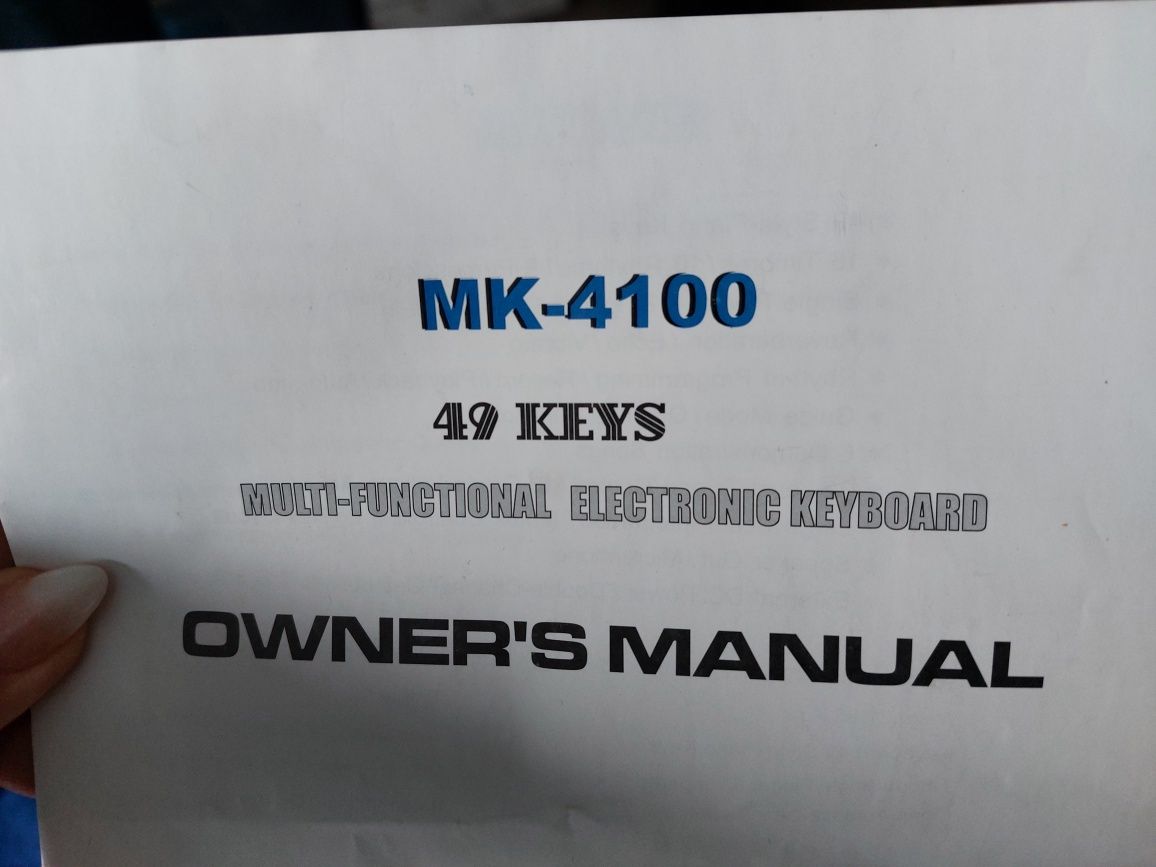 MK-4100
49 KEYS
MULTI-FUNCTIONAL ELECTRONIC KEYBOARD
OWNER'S MANUAL